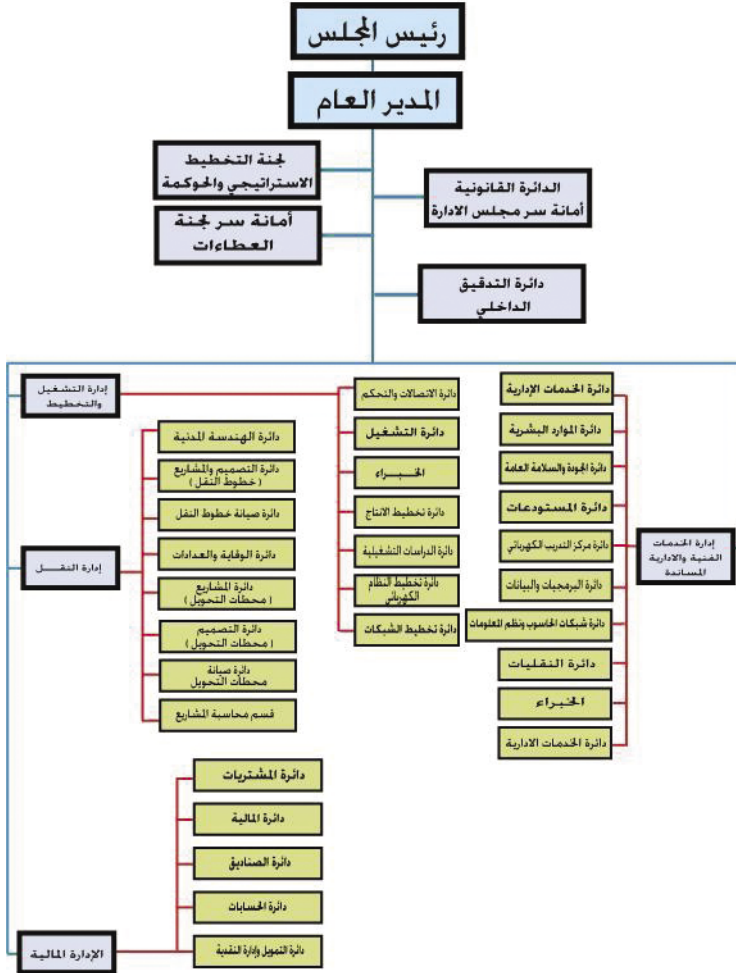 رئيس المجلس
المدير العام
لجنة التخطيط
الاستراتيجي والحوكمة
الدائرة القانونية
أمانة سر مجلس الادارة
أمانة سر لجنة
العطاءات
دائرة التدقيق
الداخلي
إدارة التشغيل
والتخطيط
دائرة الاتصالات والتحكم
دائرة التشغيل
الخبراء
دائرة تخطيط الانتاج
دائرة الدراسات التشغيلية
دائرة تخطيط النظام
الكهربائي
دائرة تخطيط الشبكات
إدارة الخدمات
الفنية والادارية
المساندة
دائرة الخدمات الإدارية
دائرة الموارد البشرية
دائرة الجودة والسلامة العامة
دائرة المستودعات
دائرة مركز التدريب الكهربائي
دائرة البرمجيات والبيانات
دائرة شبكات الحاسوب ونظم المعلومات
دائرة النقليات
الخبراء
دائرة الخدمات الادارية
إدارة النقل
دائرة الهندسة المدنية
دائرة التصميم والمشاريع
(خطوط النقل)
دائرة صيانة خطوط النقل
دائرة الوقاية والعدادات
دائرة المشاريع
(محطات التحويل)
دائرة التصميم
(محطات التحويل)
دائرة صيانة
محطات التحويل
قسم محاسبة المشاريع
الإدارة المالية
دائرة المشتريات
دائرة المالية
دائرة الصناديق
دائرة الحسابات
دائرة التمويل وإدارة النقدية